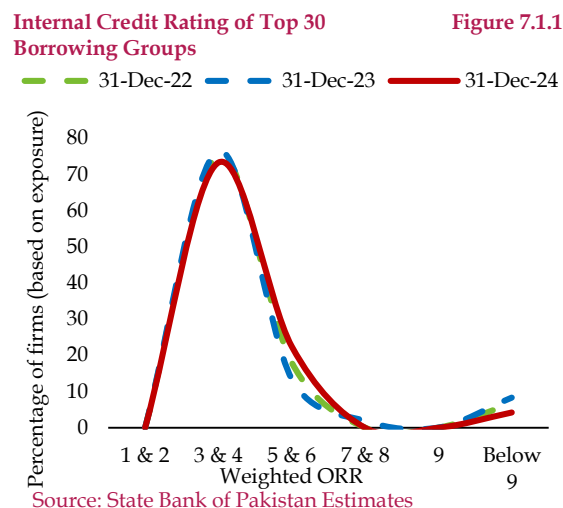 Internal Credit Rating of Top 30 Borrowing Groups
Figure 7.1.1
31-Dec-22 31-Dec-23 31-Dec-24
Percentage of firms (based on exposure)
80
70
60
50
40
30
20
10
0
1 & 2 3 & 4 5 & 6 7 & 8 9 Below 9
Weighted ORR
Source: State Bank of Pakistan Estimates